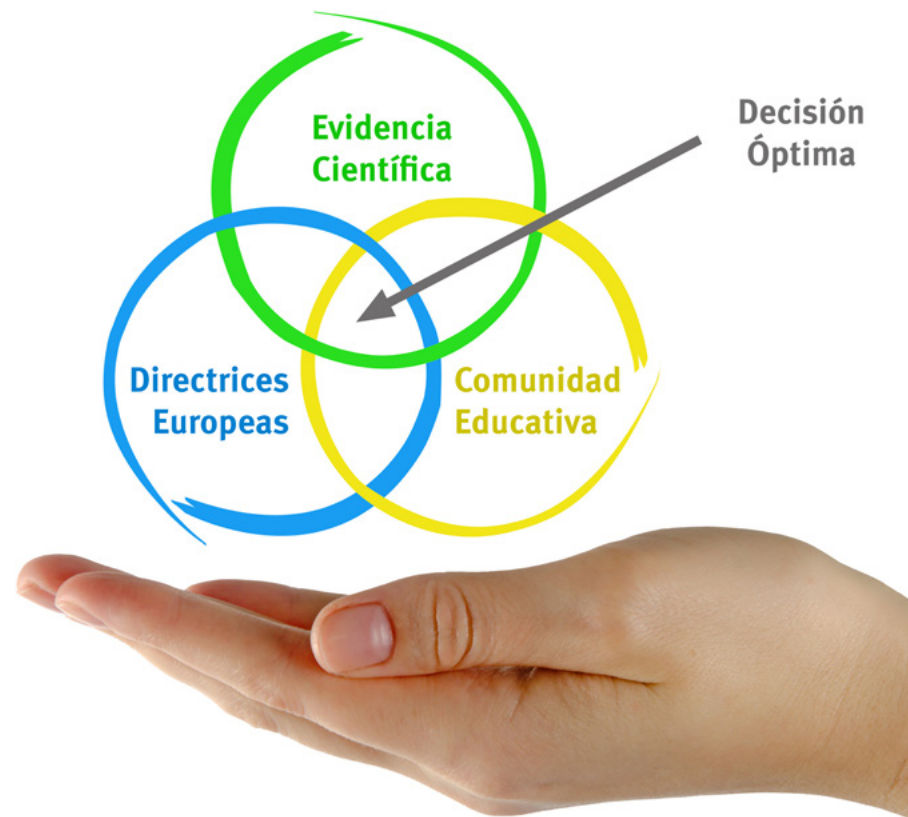 Evidencia
Científica
Decisión
Óptima
Directrices
Europeas
Comunidad
Educativa